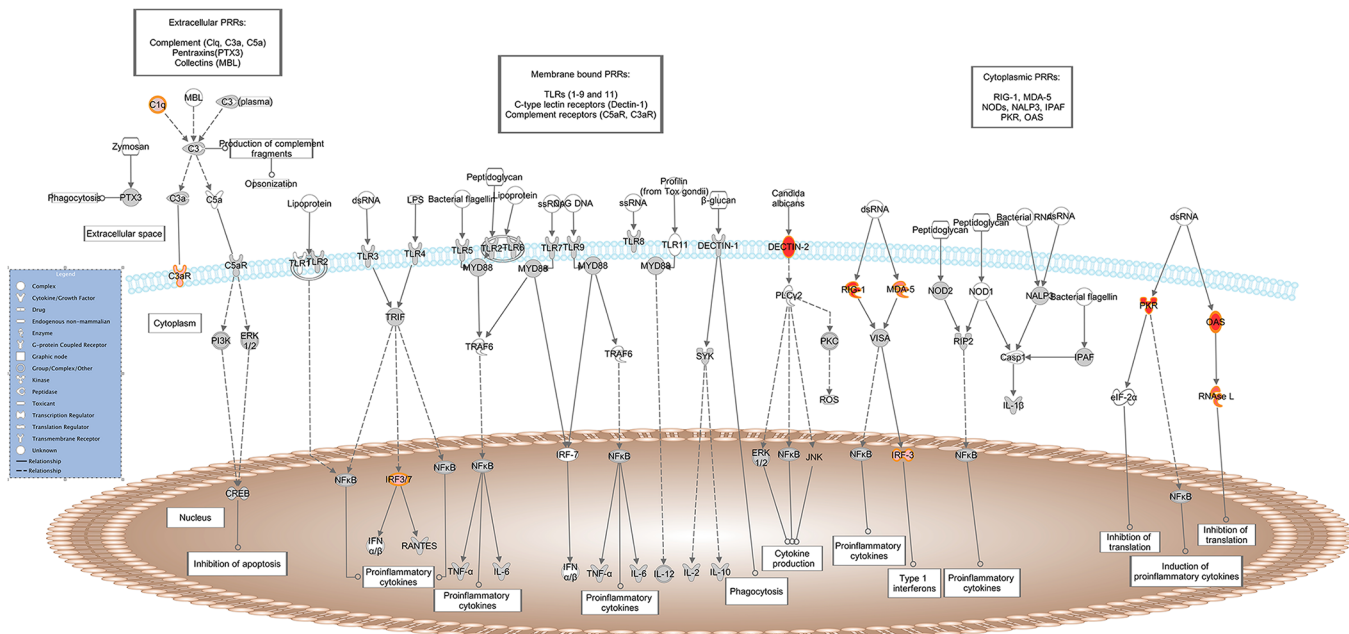 Extracellular PRRs:
Complement (Clq, C3a, C5a)
Pentraxins(PTX3)
Collectins (MBL)
Membrane bound PRRs:
TLRs (1-9 and 11)
C-type lectin receptors (Dectin-1)
Complement receptors (C5aR, C3aR)
Cytoplasmic PRRs:
RIG-1, MDA-5
NODs, NALP3, IPAF
PKR, OAS
C1q
MBL
C3 (plasma)
Zymosan
C3
Production of complement
fragments
Opsonization
Phagocytosis
PTX3
C3a
C5a
Extracellular space
C3aR
C5aR
Cytoplasm
PI3K
ERK
1/2
CREB
Nucleus
Inhibition of apoptosis
Legend
Complex
Cytokine/Growth Factor
Drug
Endogenous non-mammalian
Enzyme
G-protein Coupled Receptor
Graphic node
Group/Complex/Other
Kinase
Peptidase
Toxicant
Transcription Regulator
Translation Regulator
Transmembrane Receptor
Unknown
Relationship
Relationship
Lipoprotein
dsRNA
LPS
Bacterial flagellin
Peptidoglycan
Lipoprotein
ssRNA
CpG DNA
ssRNA
Profilin
(from Tox gondii)
β-glucan
Candida
albicans
TLR1
TLR2
TLR3
TLR4
TLR5
TLR2
TLR6
TLR7
TLR9
TLR8
TLR11
DECTIN-1
DECTIN-2
MYD88
MYD88
MYD88
MYD88
TRIF
TRAF6
TRAF6
SYK
PLCγ2
PKC
ROS
NFκB
IRF3/7
NFκB
NFκB
IRF-7
NFκB
ERK
1/2
NFκB
JNK
IFN
α/β
RANTES
Proinflammatory
cytokines
TNF-α
IL-6
Proinflammatory
cytokines
IFN
α/β
TNF-α
IL-6
IL-12
Proinflammatory
cytokines
IL-2
IL-10
Phagocytosis
Cytokine
production
dsRNA
RIG-1
MDA-5
VISA
NFκB
IRF-3
Proinflammatory
cytokines
Type 1
interferons
Peptidoglycan
Peptidoglycan
NOD2
NOD1
RIP2
NFκB
Proinflammatory
cytokines
Bacterial RNA
dsRNA
NALP3
Bacterial flagellin
Casp1
IPAF
IL-1β
dsRNA
PKR
OAS
eIF-2α
RNAse L
NFκB
Inhibtion of
translation
Induction of
proinflammatory cytokines
Inhibtion of
translation